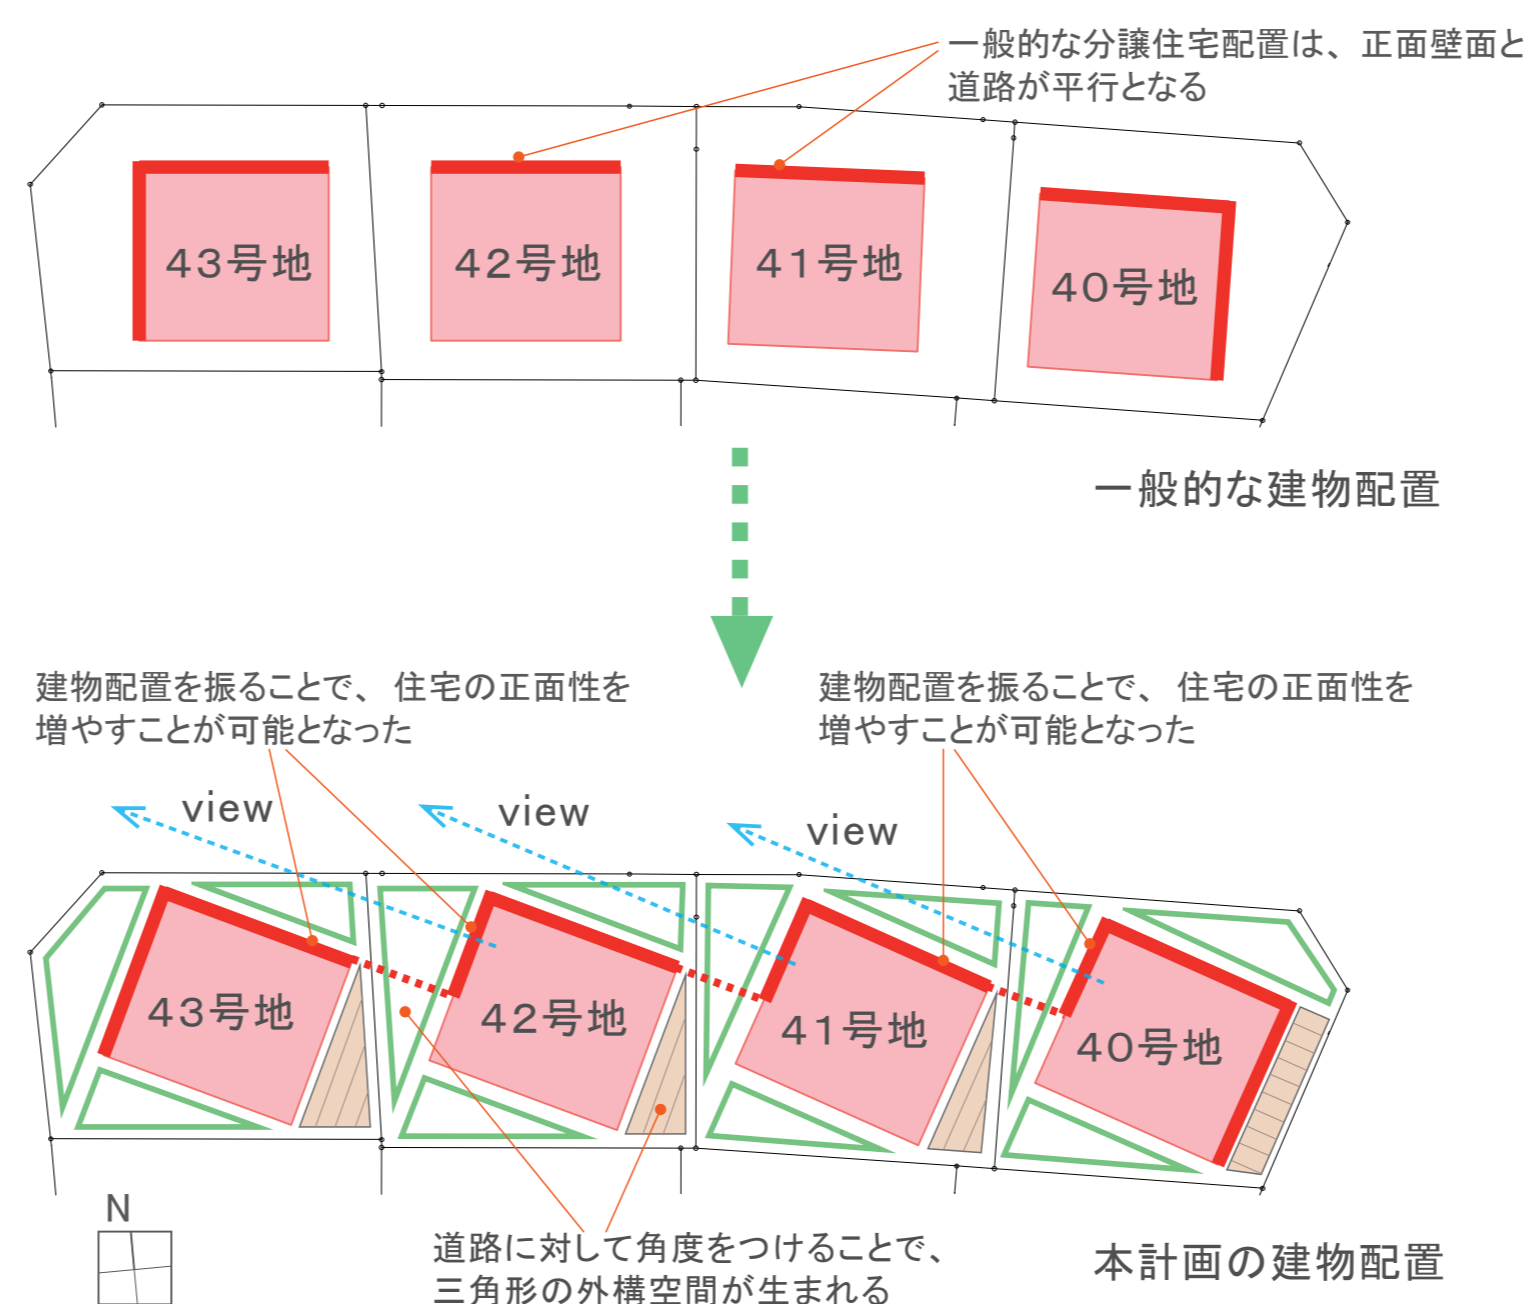 一般的な分譲住宅配置は、正面壁面と
道路が平行となる
43号地
42号地
41号地
40号地
一般的な建物配置
建物配置を振ることで、住宅の正面性を
増やすことが可能となった
建物配置を振ることで、住宅の正面性を
増やすことが可能となった
view
view
view
43号地
42号地
41号地
40号地
N
道路に対して角度をつけることで、
三角形の外構空間が生まれる
本計画の建物配置